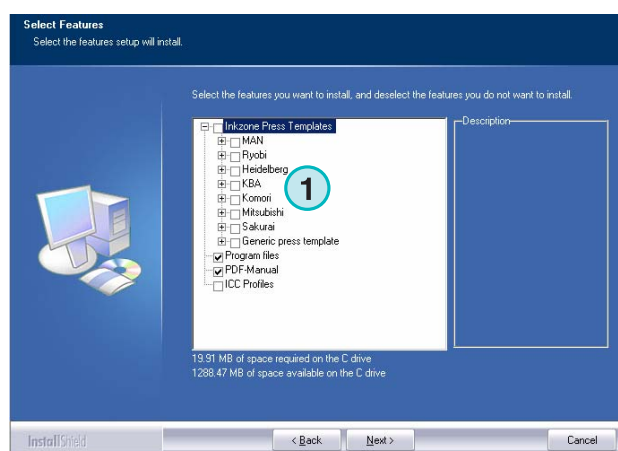 Select Features
Select the features setup will install.
Select the features you want to install, and deselect the features you do not want to install.
Inkzone Press Templates
MAN
Ryobi
Heidelberg
KBA
Komori
Mitsubishi
Sakurai
Generic press template
Program files
PDF-Manual
ICC Profiles
Description
1
19.91 MB of space required on the C drive
1288.47 MB of space available on the C drive
InstallShield
< Back
Next >
Cancel